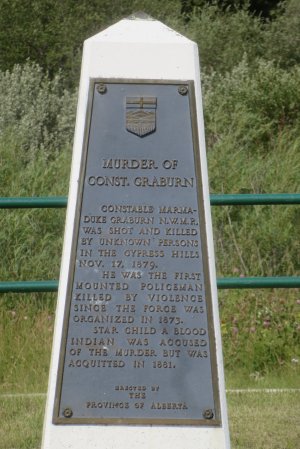 MURDER OF
CONST. GRABURN
CONSTABLE MARMA-
DUKE GRABURN N.W.M.P.
WAS SHOT AND KILLED
BY UNKNOWN PERSONS
IN THE CYPRESS HILLS
NOV. 17, 1879.
HE WAS THE FIRST
MOUNTED POLICEMAN
KILLED BY VIOLENCE
SINCE THE FORCE WAS
ORGANIZED IN 1873.
STAR CHILD A BLOOD
INDIAN WAS ACCUSED
OF THE MURDER BUT WAS
ACQUITTED IN 1881.
ERECTED BY
THE
PROVINCE OF ALBERTA